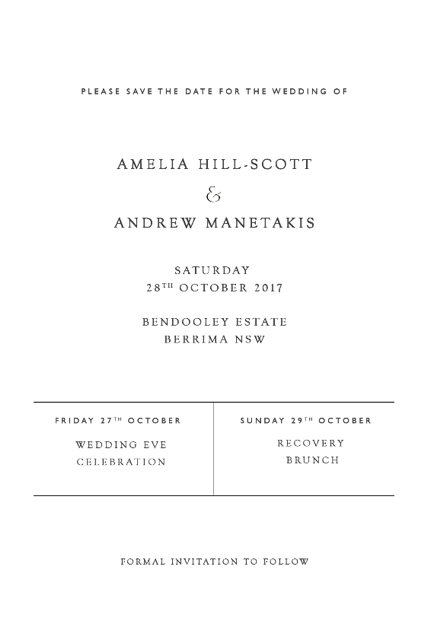 PLEASE SAVE THE DATE FOR THE WEDDING OF
AMELIA HILL-SCOTT
&
ANDREW MANETAKIS
SATURDAY
28TH OCTOBER 2017
BENDOOLEY ESTATE
BERRIMA NSW
FRIDAY 27TH OCTOBER
WEDDING EVE
CELEBRATION
SUNDAY 29TH OCTOBER
RECOVERY
BRUNCH
FORMAL INVITATION TO FOLLOW